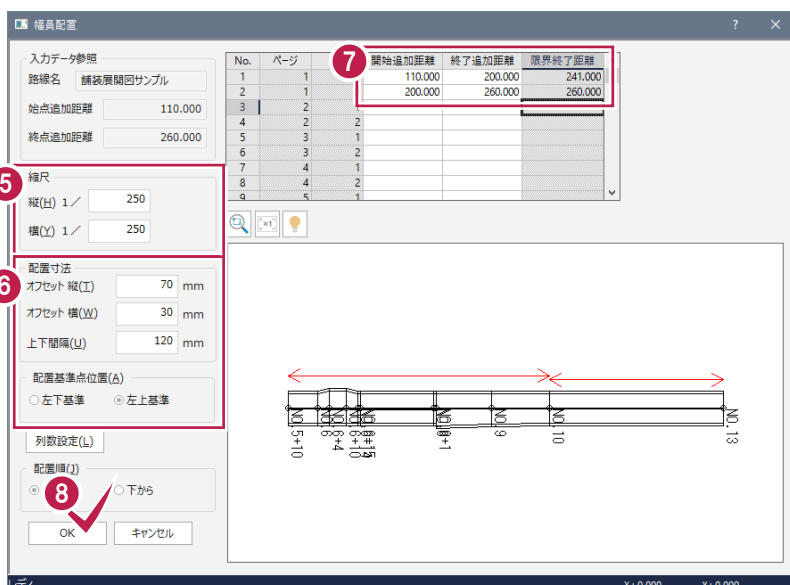 幅員配置
? ×
入力データ参照
路線名 舗装展開図サンプル
始点追加距離 110.000
終点追加距離 260.000
5
縮尺
縦(H) 1／ 250
横(Y) 1／ 250
6
配置寸法
オフセット 縦(T) 70 mm
オフセット 横(W) 30 mm
上下間隔(U) 120 mm
配置基準点位置(A)
左下基準 左上基準
列数設定(L)
配置順(J)
下から
8
OK キャンセル
7
No. ページ 開始追加距離 終了追加距離 限界終了距離
1 1 110.000 200.000 241.000
2 1 200.000 260.000 260.000
3 2
4 2 2
5 3 1
6 3 2
7 4 1
8 4 2
9 5 1
×1
NO.5+10
NO.9
NO.10
NO.13
X: 0.000 Y: 0.000